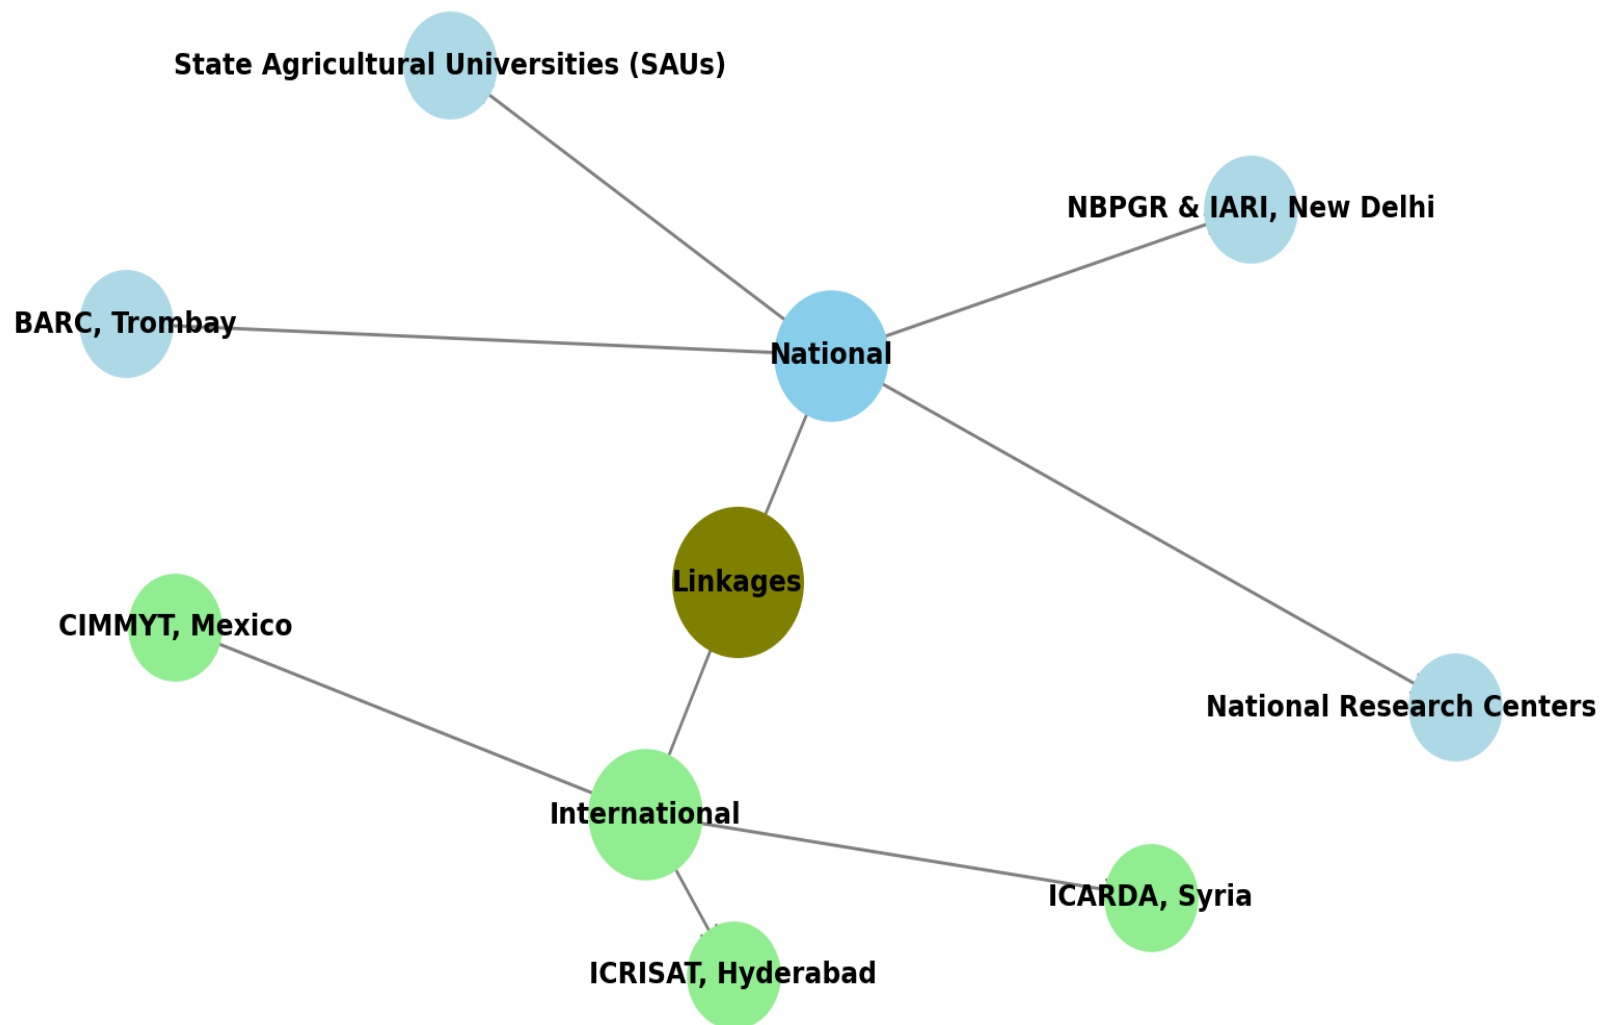 State Agricultural Universities (SAUs)
NBPGR & IARI, New Delhi
BARC, Trombay
National
Linkages
CIMMYT, Mexico
National Research Centers
International
ICARDA, Syria
ICRISAT, Hyderabad